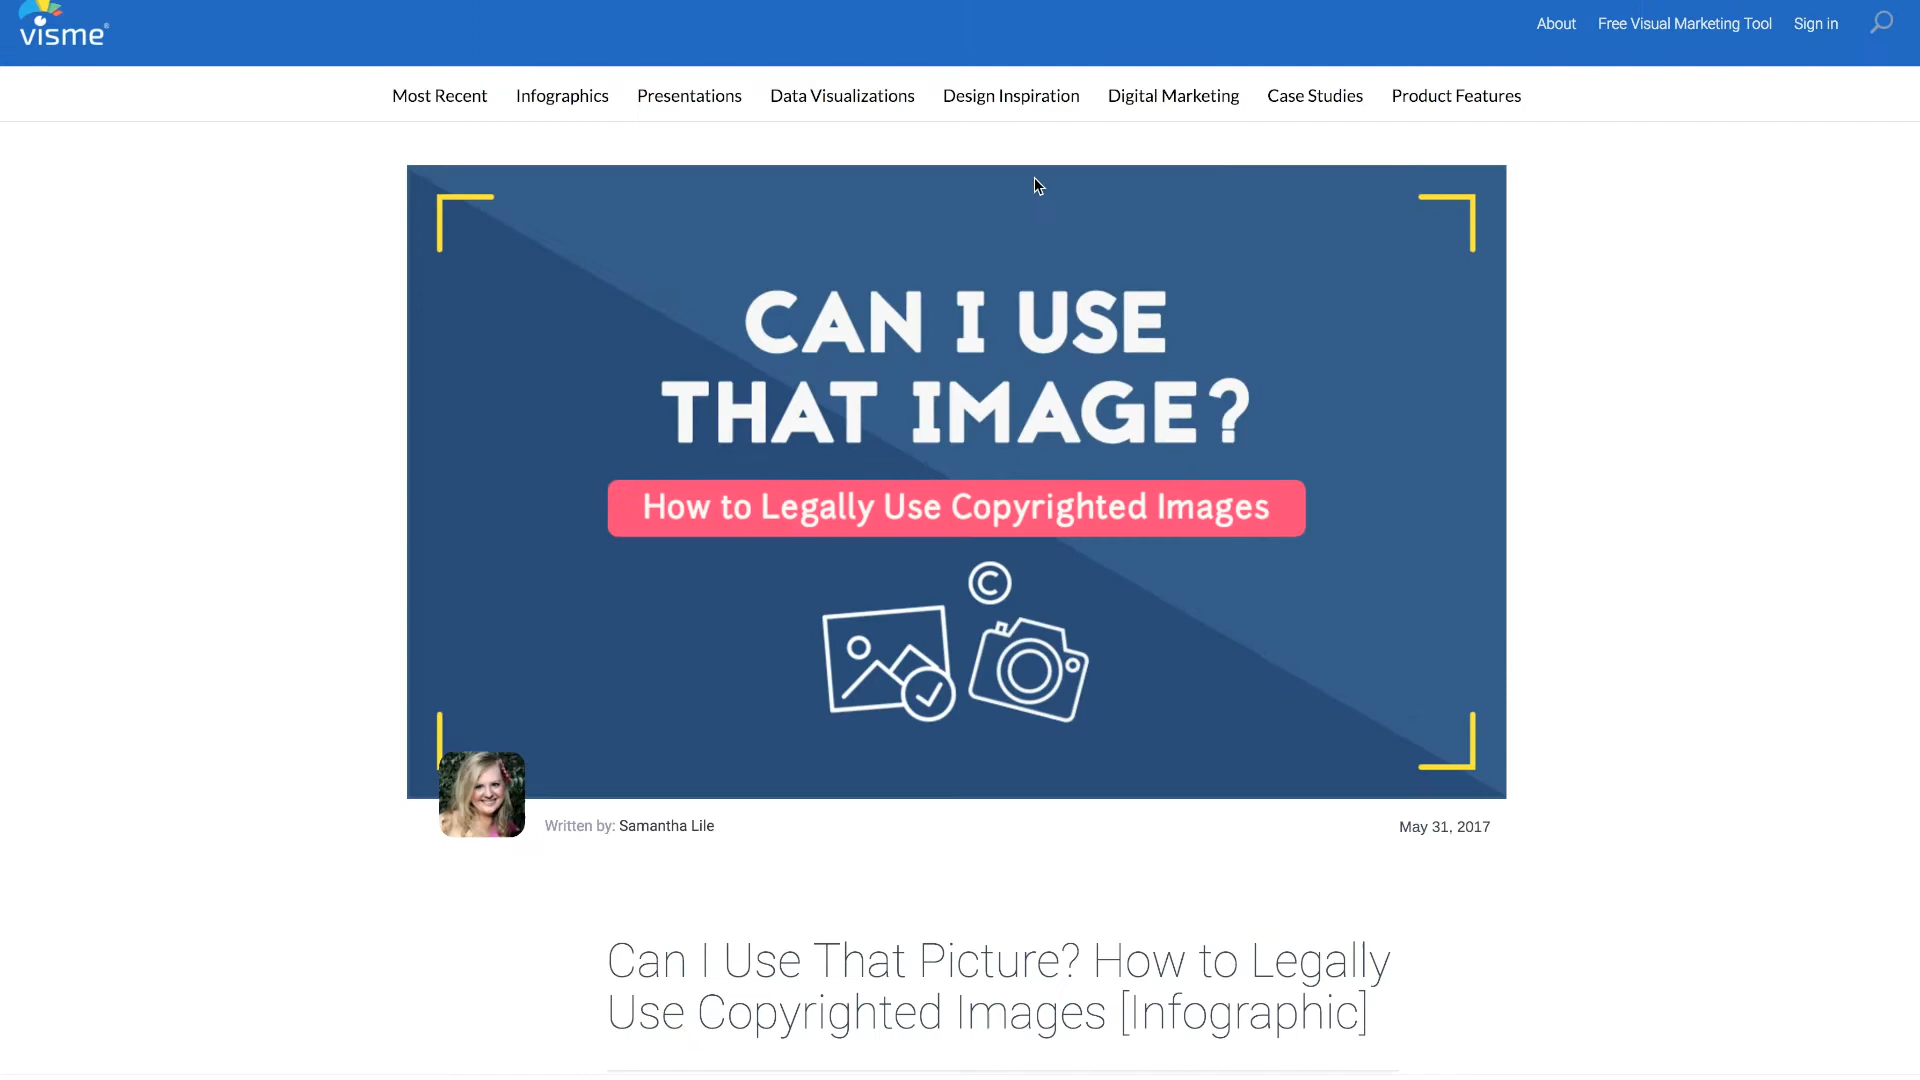 visme®
About Free Visual Marketing Tool Sign in
Most Recent Infographics Presentations Data Visualizations Design Inspiration Digital Marketing Case Studies Product Features
CAN I USE
THAT IMAGE?
How to Legally Use Copyrighted Images
©
Written by: Samantha Lile
May 31, 2017
Can I Use That Picture? How to Legally
Use Copyrighted Images [Infographic]